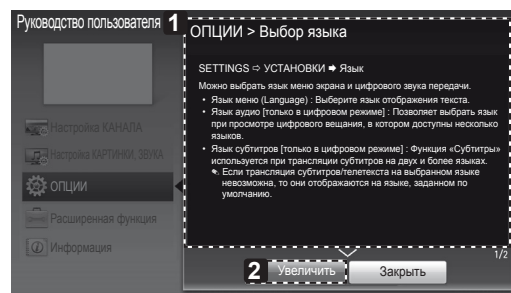 Руководство пользователя
1
ОПЦИИ > Выбор языка
SETTINGS ⇨ УСТАНОВКИ ➡ Язык
Можно выбрать язык меню экрана и цифрового звука передачи.
• Язык меню (Language) : Выберите язык отображения текста.
• Язык аудио [только в цифровом режиме] : Позволяет выбрать язык
при просмотре цифрового вещания, в котором доступны несколько
языков.
• Язык субтитров [только в цифровом режиме] : Функция «Субтитры»
используется при трансляции субтитров на двух и более языках.
✎ Если трансляция субтитров/телетекста на выбранном языке
невозможна, то они отображаются на языке, заданном по
умолчанию.
Настройка КАНАЛА
Настройка КАРТИНКИ, ЗВУКА
ОПЦИИ
Расширенная функция
Информация
1/2
2
Увеличить
Закрыть